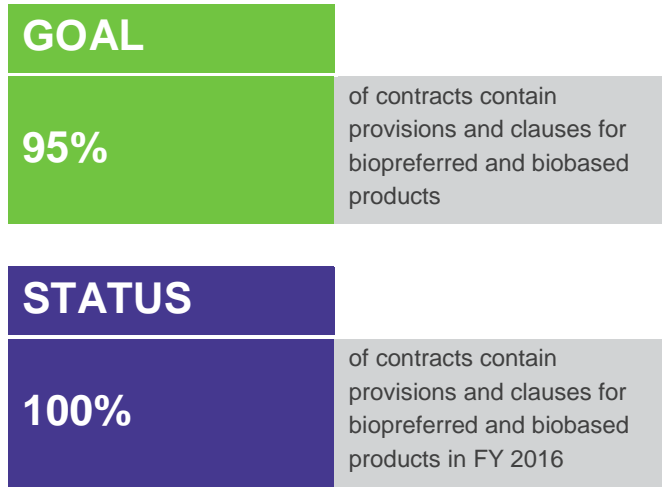 GOAL
95%
of contracts contain
provisions and clauses for
biopreferred and biobased
products
STATUS
100%
of contracts contain
provisions and clauses for
biopreferred and biobased
products in FY 2016